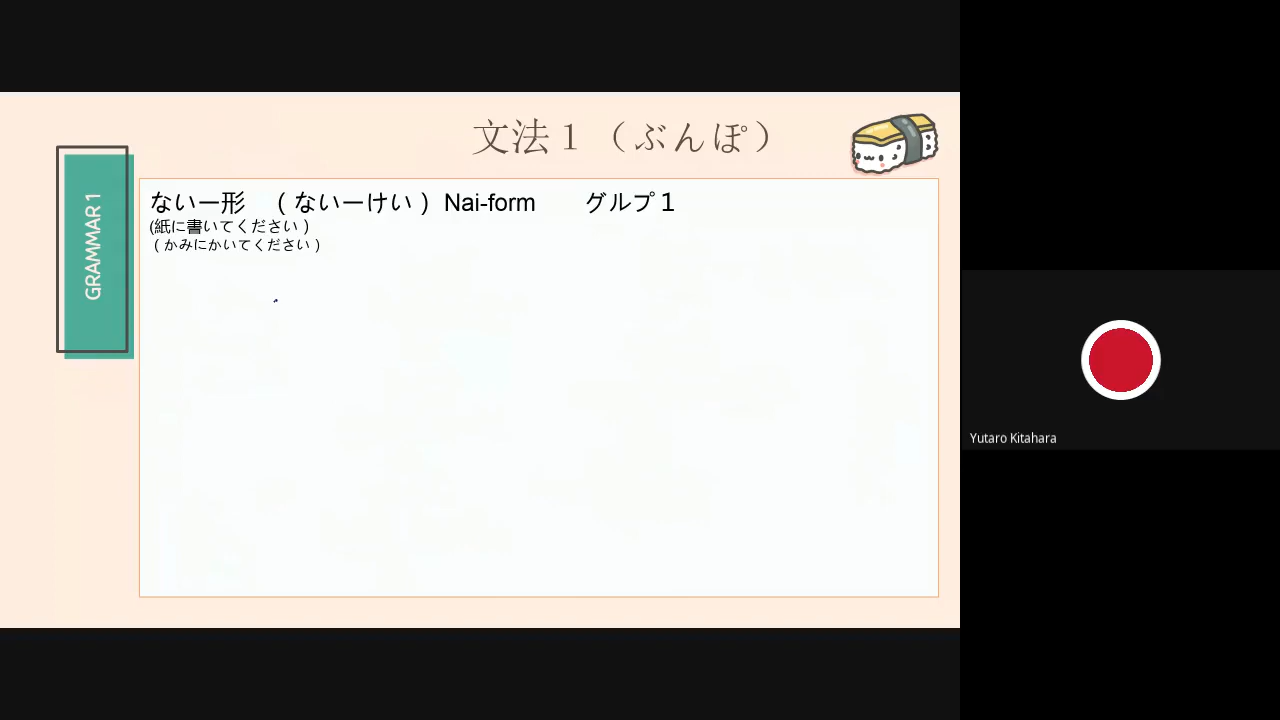 文法１（ぶんぽ）
GRAMMAR 1
ないー形　（ないーけい）Nai-form　　グルプ１
(紙に書いてください）
（かみにかいてください）
Yutaro Kitahara